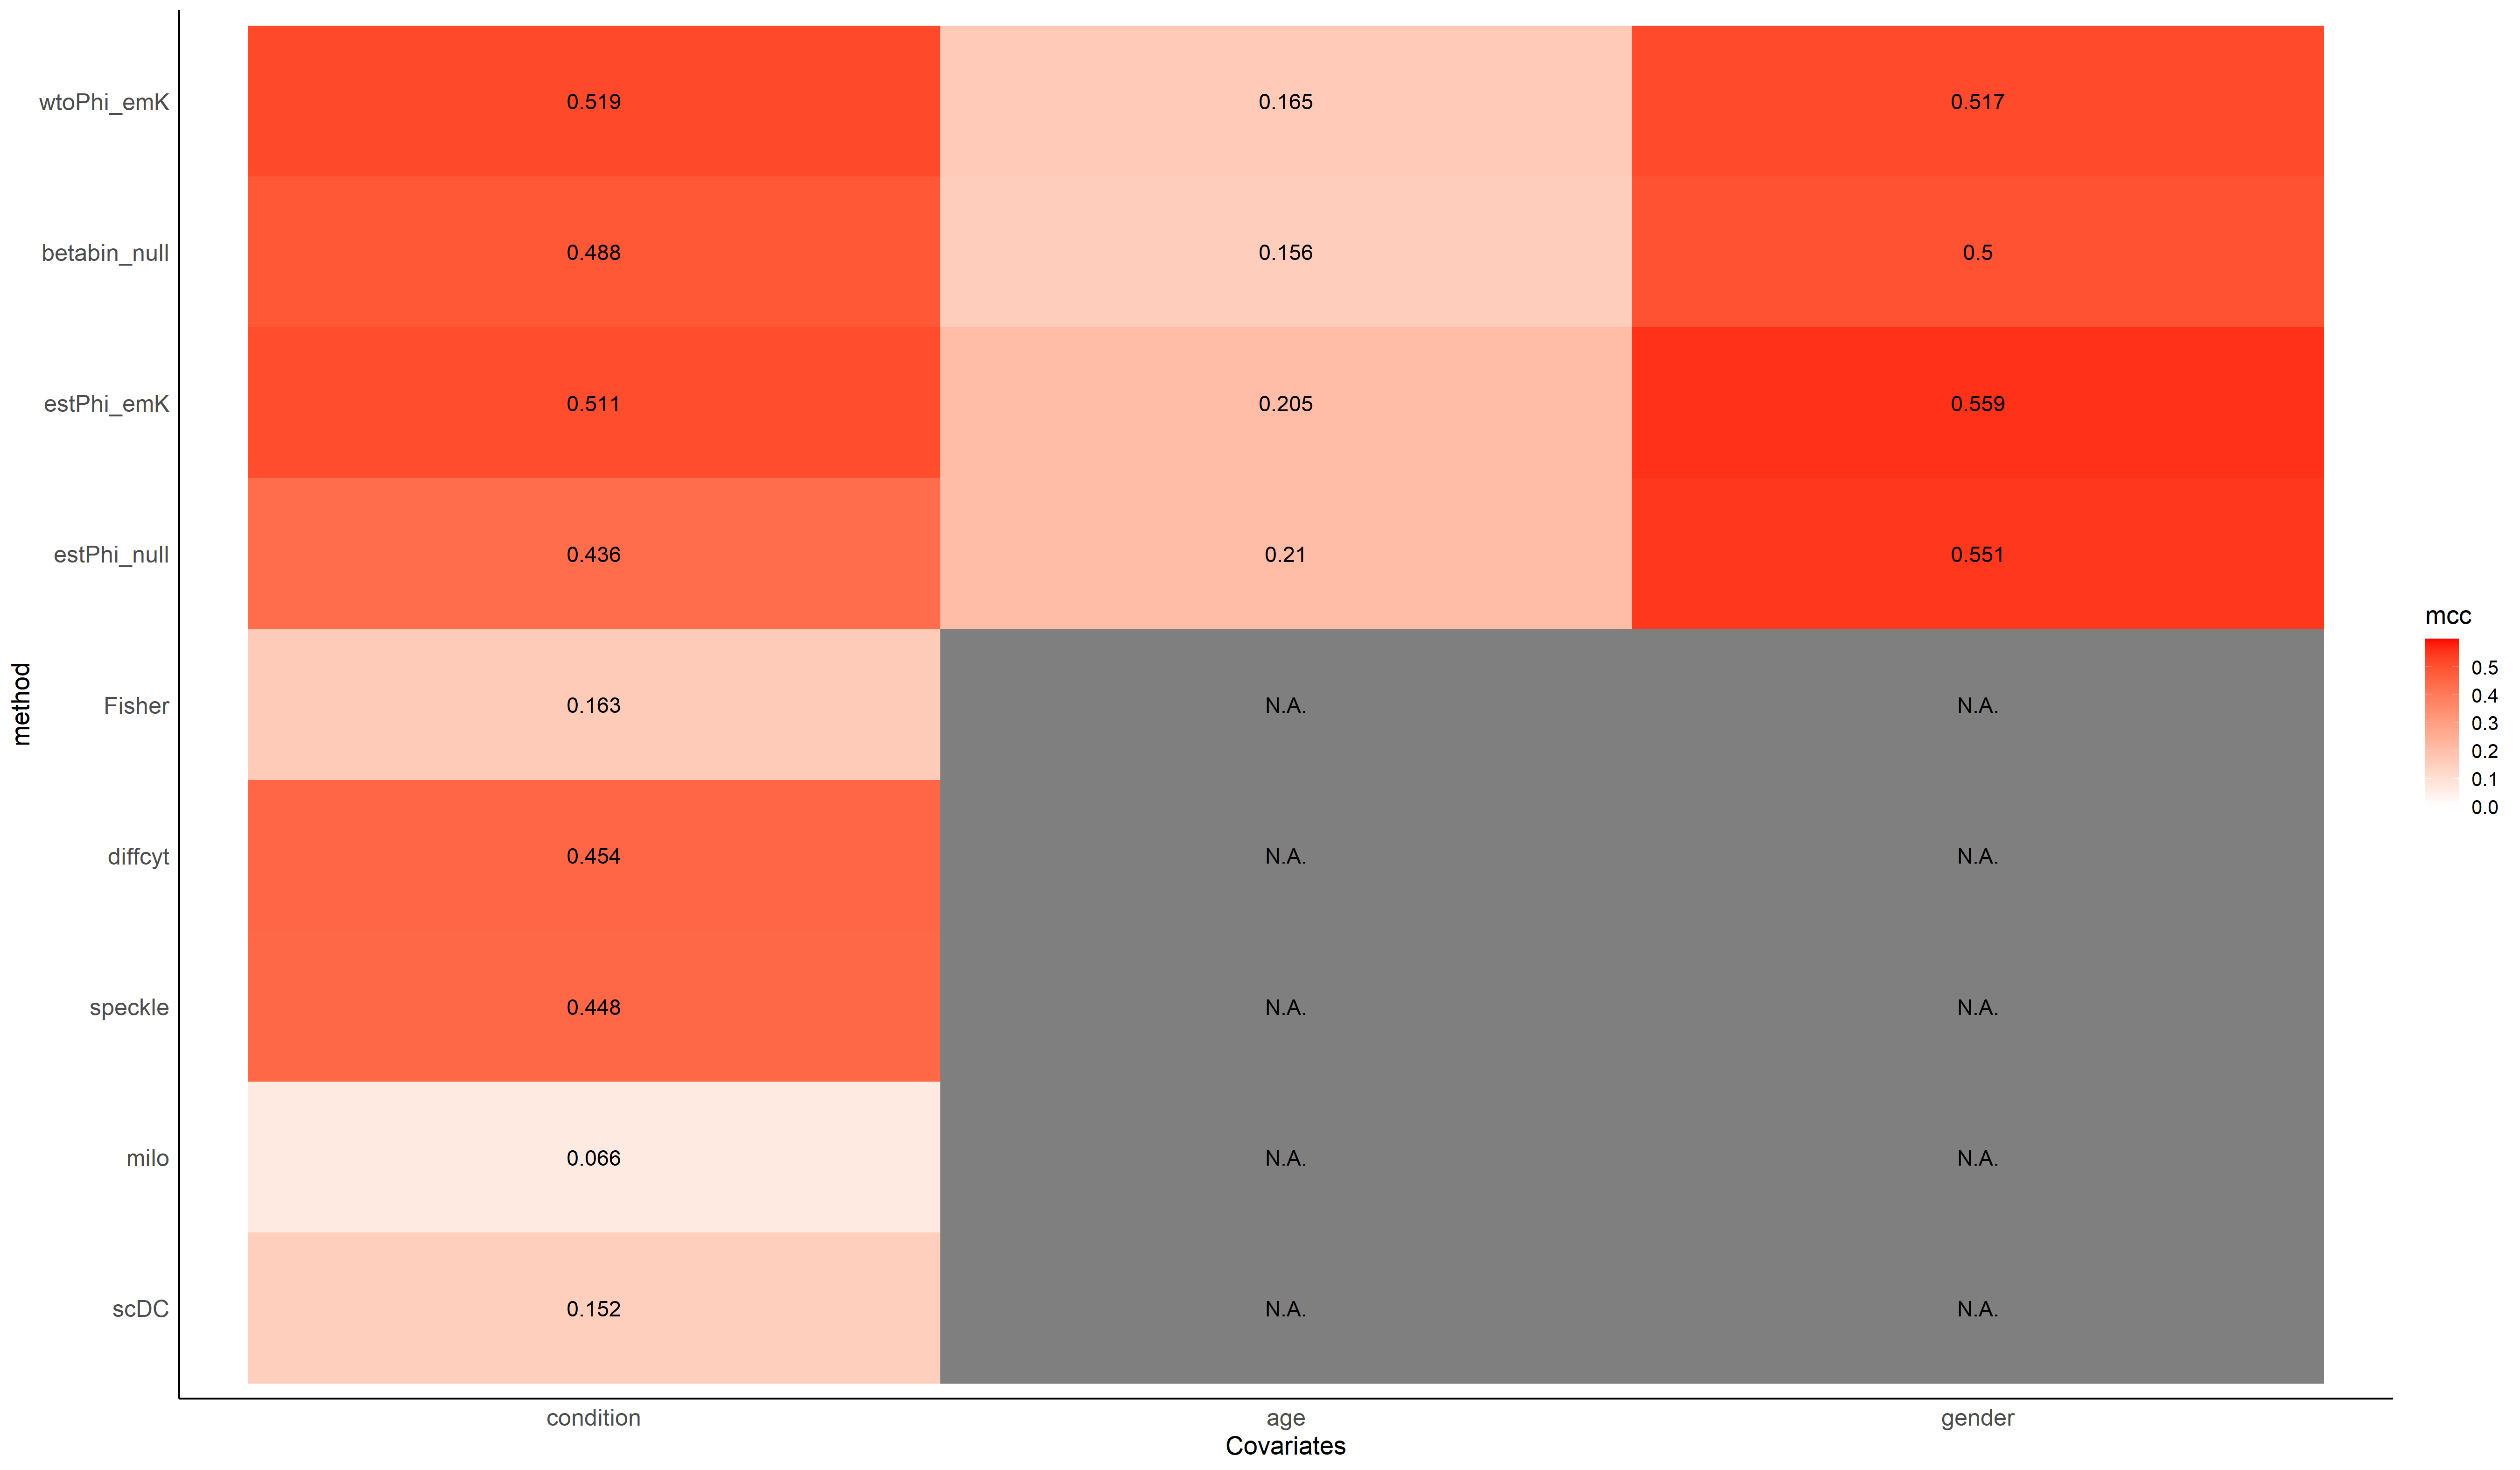 method
wtoPhi_emK 0.519 0.165 0.517
betabin_null 0.488 0.156 0.5
estPhi_emK 0.511 0.205 0.559
estPhi_null 0.436 0.21 0.551
Fisher 0.163 N.A. N.A.
diffcyt 0.454 N.A. N.A.
speckle 0.448 N.A. N.A.
milo 0.066 N.A. N.A.
scDC 0.152 N.A. N.A.
condition age gender
Covariates
mcc
0.5
0.4
0.3
0.2
0.1
0.0